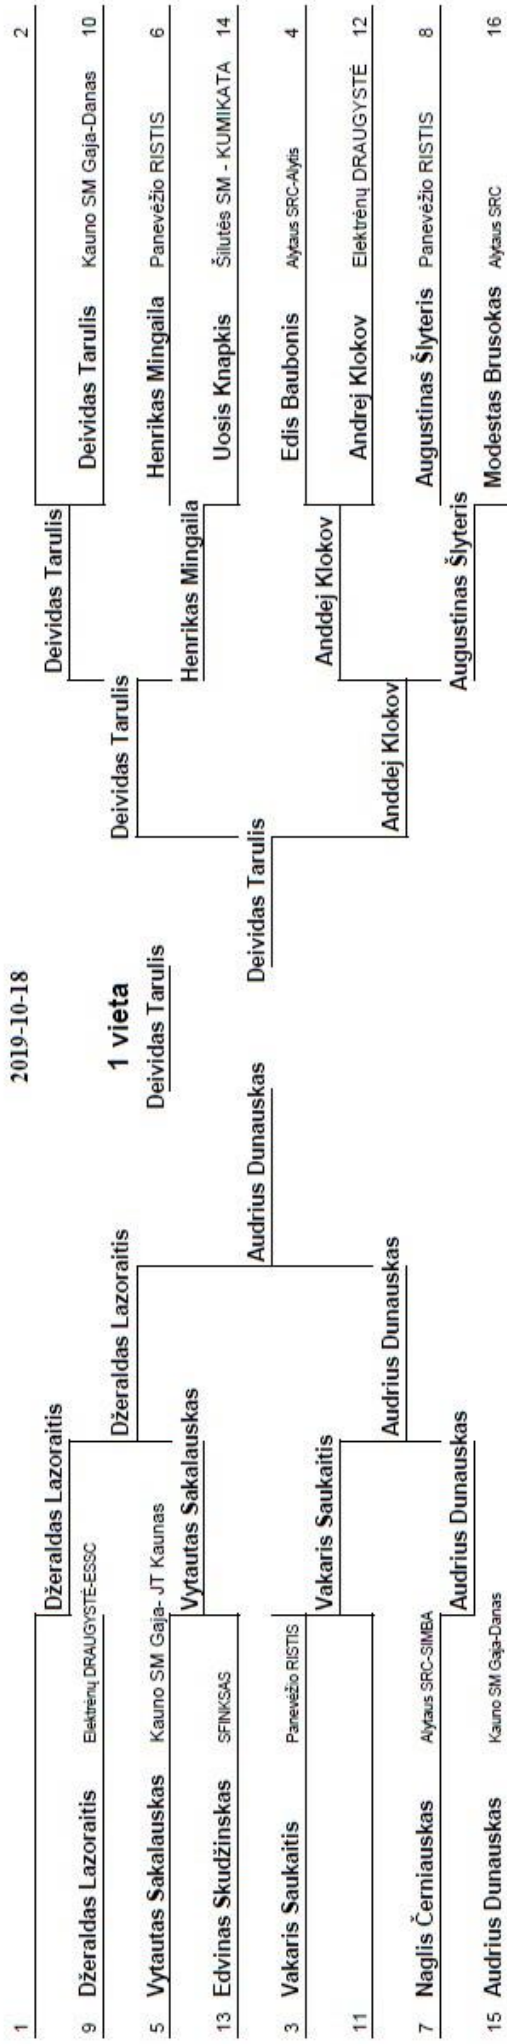 2019-10-18
1 vieta
Deividas Tarulis
1
9 Džeraldas Lazoraitis Elektrėnų DRAUGYSTĖ-ESSC
5 Vytautas Sakalauskas Kauno SM Gaja- JT Kaunas
13 Edvinas Skudžinskas SFINKSAS
3 Vakaris Saukaitis Panevėžio RISTIS
11
7 Naglis Černiauskas Alytaus SRC-SIMBA
15 Audrius Dunauskas Kauno SM Gaja-Danas
Džeraldas Lazoraitis
Vytautas Sakalauskas
Vakaris Saukaitis
Audrius Dunauskas
Džeraldas Lazoraitis
Audrius Dunauskas
Audrius Dunauskas
Deividas Tarulis
Deividas Tarulis
Anddej Klokov
Deividas Tarulis
Henrikas Mingaila
Anddej Klokov
Augustinas Šlyteris
2
Deividas Tarulis Kauno SM Gaja-Danas 10
Henrikas Mingaila Panevėžio RISTIS 6
Uosis Knapkis Šilutės SM - KUMIKATA 14
Edis Baubonis Alytaus SRC-Alytis 4
Andrej Klokov Elektrėnų DRAUGYSTĖ 12
Augustinas Šlyteris Panevėžio RISTIS 8
Modestas Brusokas Alytaus SRC 16